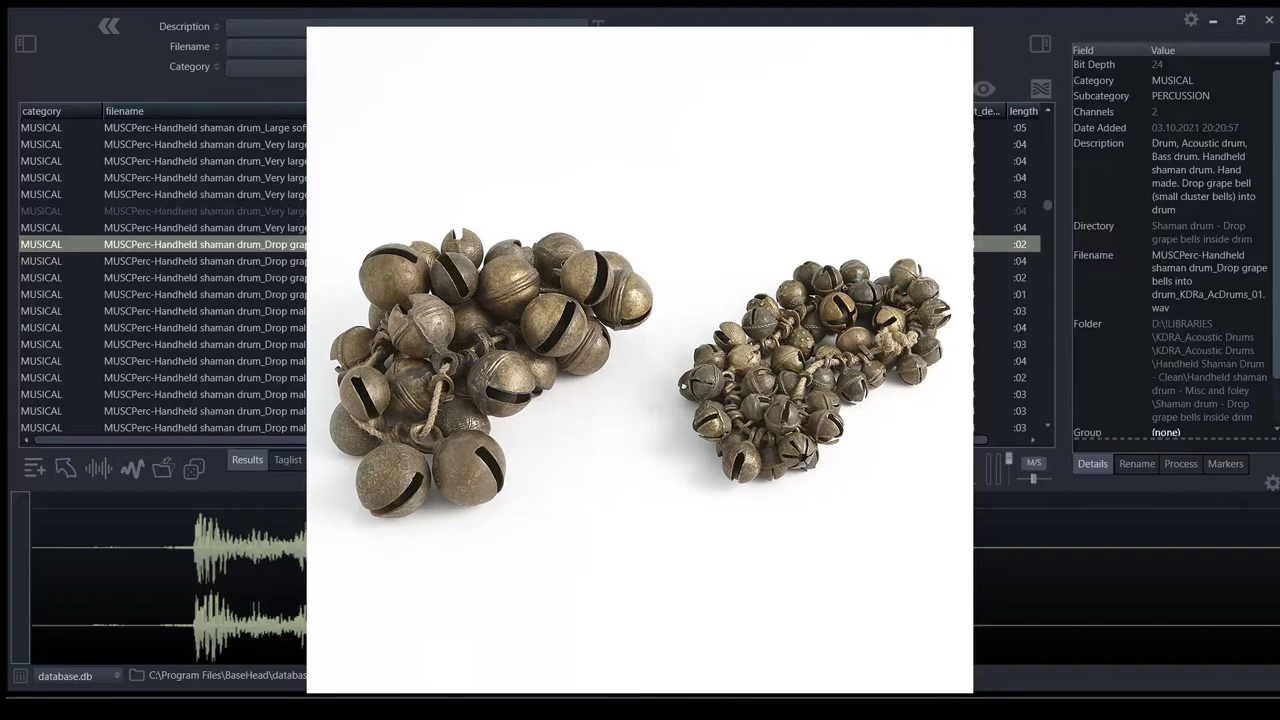 Description
Filename
Category
category filename
MUSICAL MUSCPerc-Handheld shaman drum_Large sof
MUSICAL MUSCPerc-Handheld shaman drum_Very large
MUSICAL MUSCPerc-Handheld shaman drum_Very large
MUSICAL MUSCPerc-Handheld shaman drum_Very large
MUSICAL MUSCPerc-Handheld shaman drum_Very large
MUSICAL MUSCPerc-Handheld shaman drum_Very large
MUSICAL MUSCPerc-Handheld shaman drum_Very large
MUSICAL MUSCPerc-Handheld shaman drum_Drop grap
MUSICAL MUSCPerc-Handheld shaman drum_Drop grap
MUSICAL MUSCPerc-Handheld shaman drum_Drop grap
MUSICAL MUSCPerc-Handheld shaman drum_Drop grap
MUSICAL MUSCPerc-Handheld shaman drum_Drop mal
MUSICAL MUSCPerc-Handheld shaman drum_Drop mal
MUSICAL MUSCPerc-Handheld shaman drum_Drop mal
MUSICAL MUSCPerc-Handheld shaman drum_Drop mal
MUSICAL MUSCPerc-Handheld shaman drum_Drop mal
MUSICAL MUSCPerc-Handheld shaman drum_Drop mal
MUSICAL MUSCPerc-Handheld shaman drum_Drop mal
MUSICAL MUSCPerc-Handheld shaman drum_Drop mal
Results Taglist
database.db C:\Program Files\BaseHead\databas
t_de... length
:05
:04
:04
:04
:03
:04
:04
:02
:04
:02
:01
:03
:04
:03
:04
:02
:03
:03
:03
M/S
Field Value
Bit Depth 24
Category MUSICAL
Subcategory PERCUSSION
Channels 2
Date Added 03.10.2021 20:20:57
Description Drum, Acoustic drum,
Bass drum. Handheld
shaman drum. Hand
made. Drop grape bell
(small cluster bells) into
drum
Directory Shaman drum - Drop
grape bells inside drim
Filename MUSCPerc-Handheld
shaman drum_Drop grape
bells into
drum_KDRa_AcDrums_01.
wav
Folder D:\!LIBRARIES
\KDRA_Acoustic Drums
\KDRA_Acoustic Drums
\Handheld Shaman Drum
- Clean\Handheld shaman
drum - Misc and foley
\Shaman drum - Drop
grape bells inside drim
Group (none)
Details Rename Process Markers